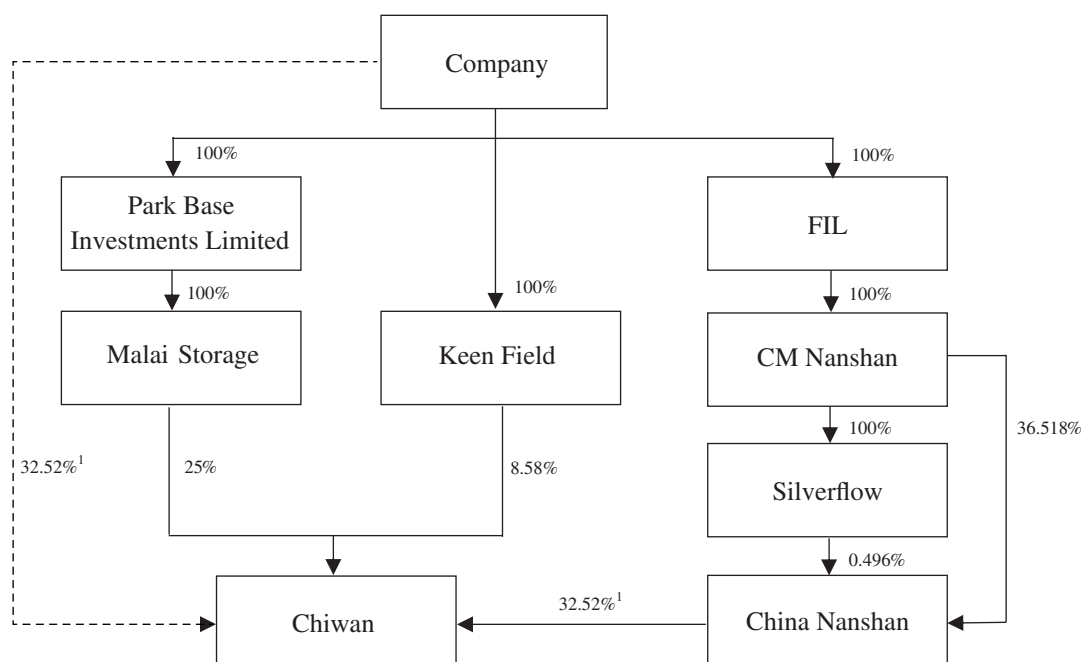 Company
100%
100%
Park Base
Investments Limited
FIL
100%
100%
100%
Malai Storage
Keen Field
CM Nanshan
100%
36.518%
32.52%1
25%
8.58%
Silverflow
0.496%
32.52%1
Chiwan
China Nanshan